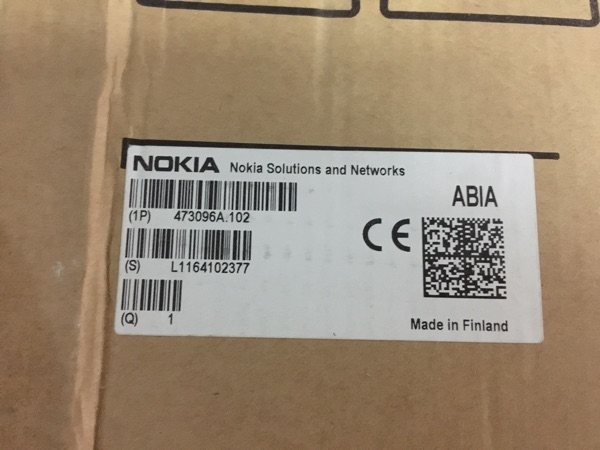 NOKIA Nokia Solutions and Networks
(1P) 473096A.102
ABIA
CE
(S) L1164102377
(Q) 1
Made in Finland